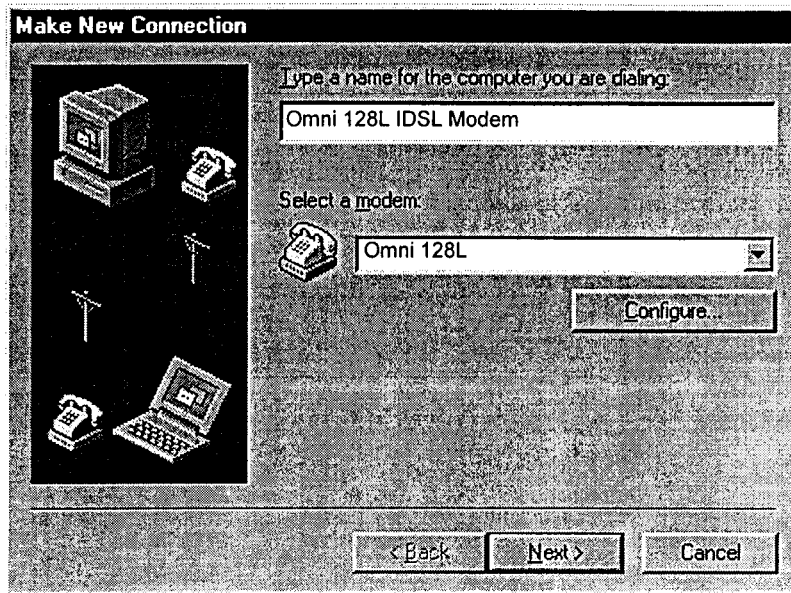 Make New Connection
Type a name for the computer you are dialing:
Omni 128L IDSL Modem
Select a modem:
Omni 128L
Configure...
< Back
Next >
Cancel